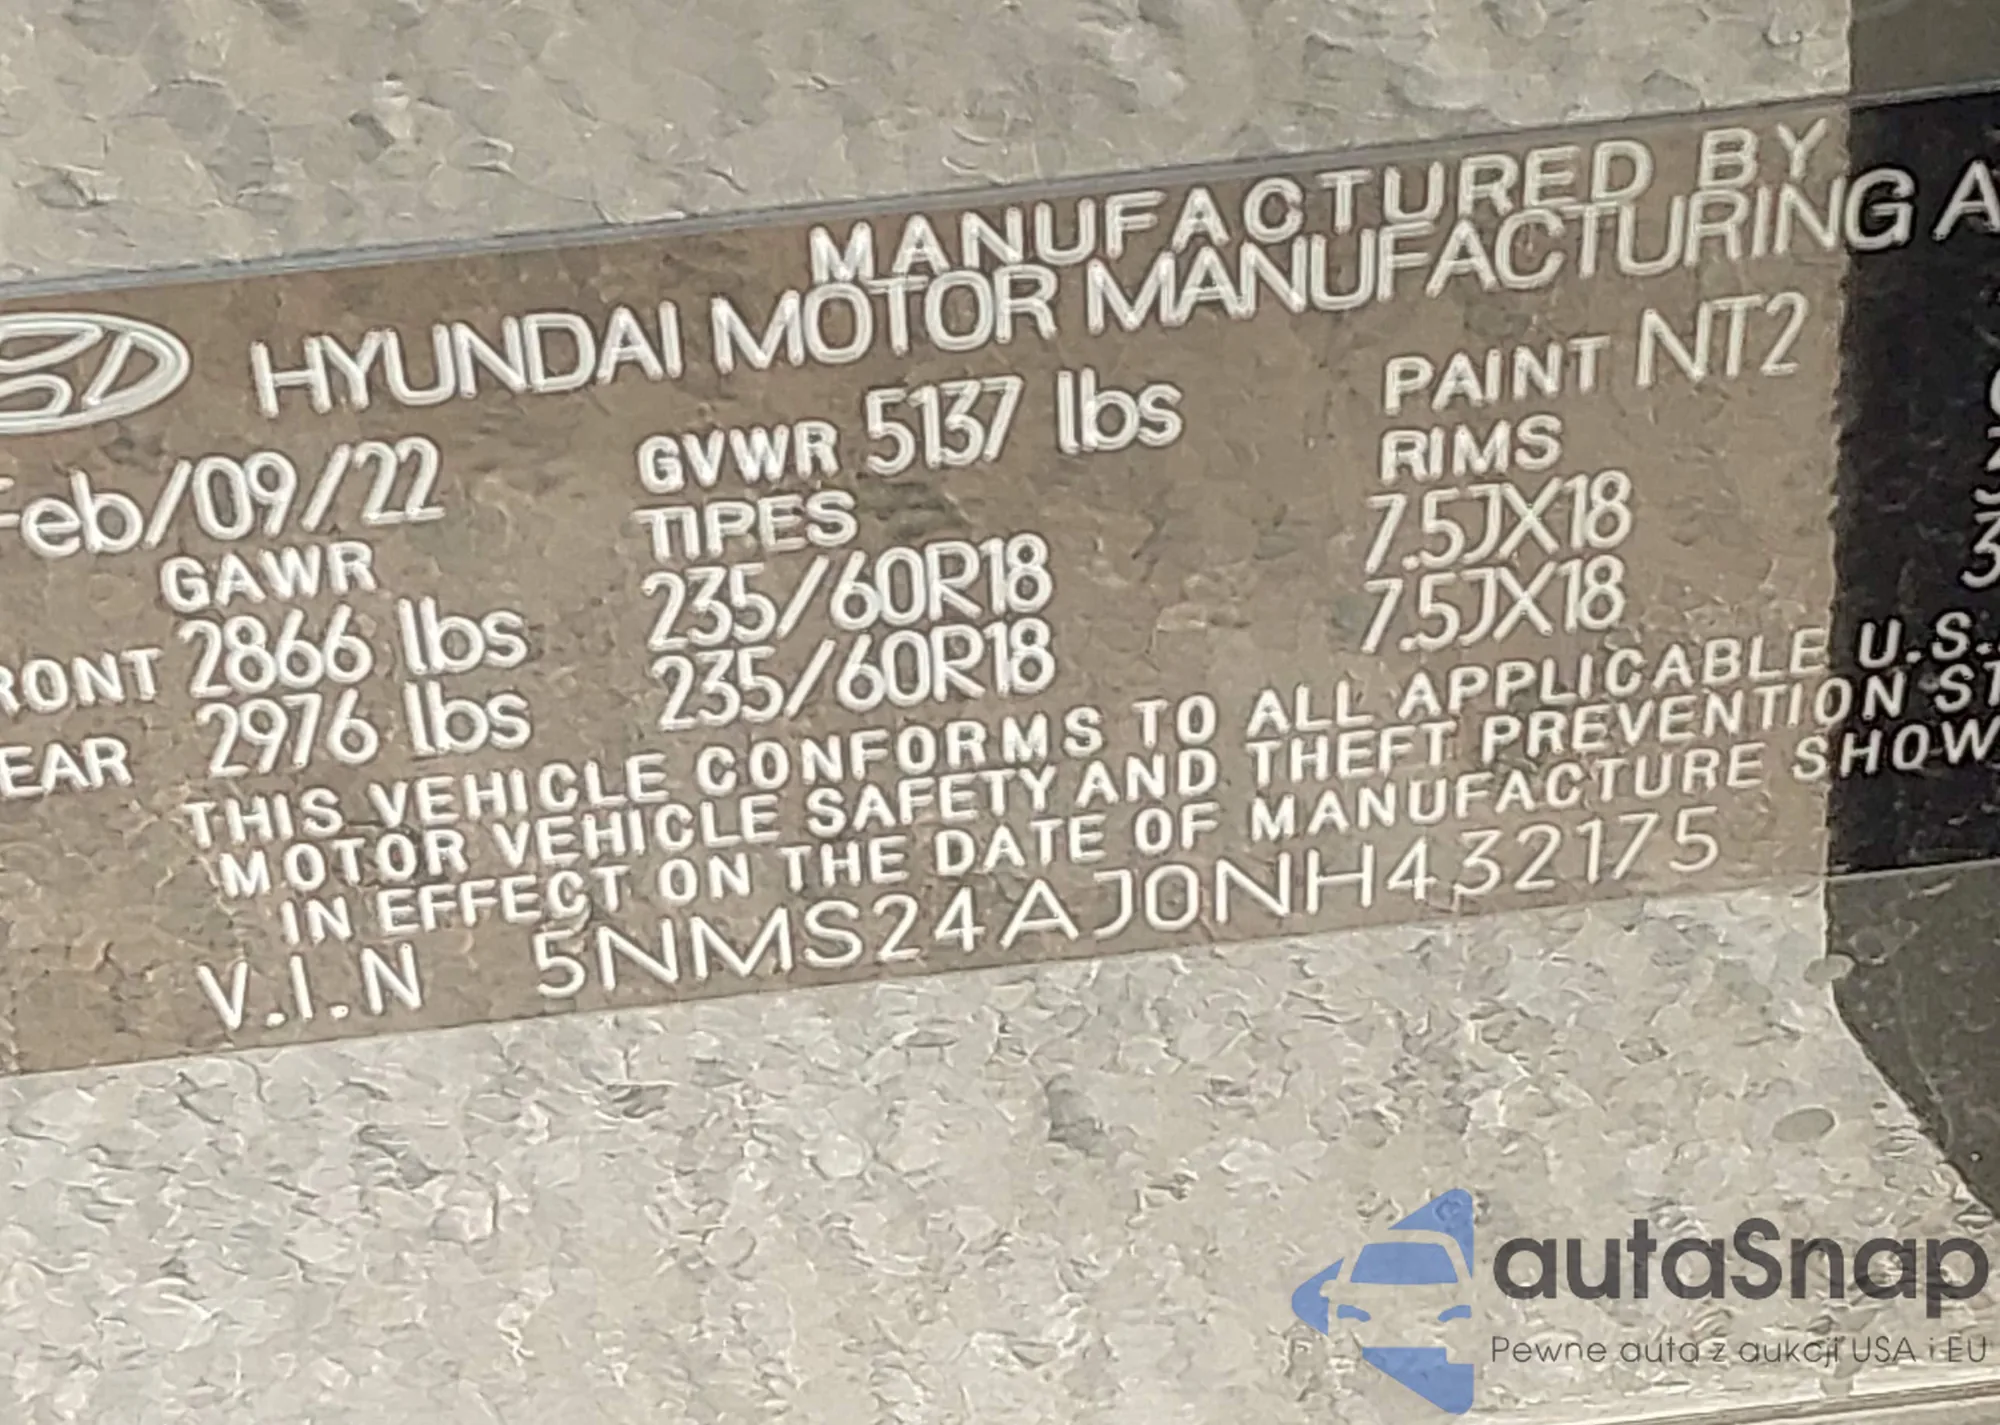 MANUFACTURED BY
HYUNDAI MOTOR MANUFACTURING A
Feb/09/22 GVWR 5137 lbs PAINT NT2
GAWR TIPES RIMS
RONT 2866 lbs 235/60R18 7.5JX18
EAR 2976 lbs 235/60R18 7.5JX18
THIS VEHICLE CONFORMS TO ALL APPLICABLE U.S.
MOTOR VEHICLE SAFETY AND THEFT PREVENTION ST
IN EFFECT ON THE DATE OF MANUFACTURE SHOW
V.I.N 5NMS24AJ0NH432175
autaSnap
Pewne auta z aukcji USA i EU